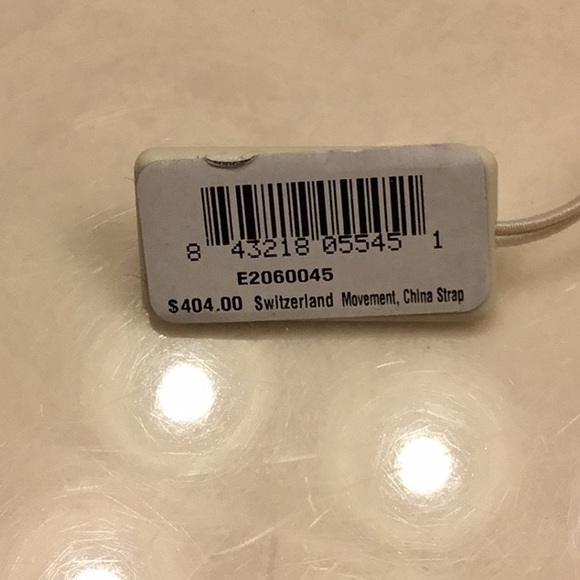 8 43218 05545 1
E2060045
$404.00 Switzerland Movement, China Strap